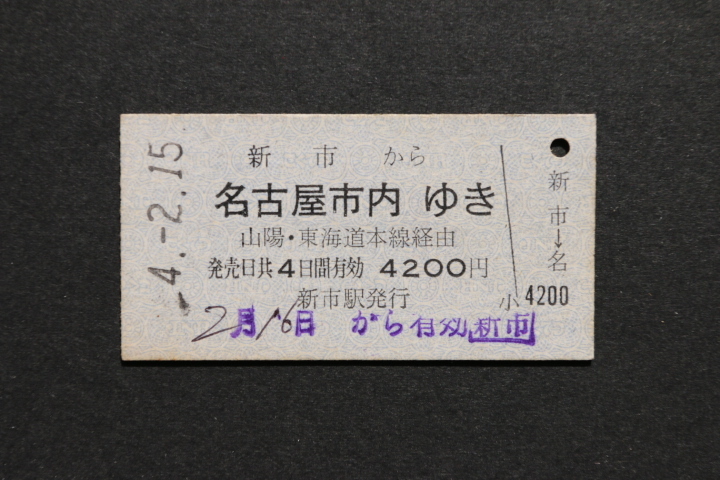 -4.-2.15
新市から
名古屋市内 ゆき
山陽・東海道本線経由
発売日共4日間有効 4200円
新市駅発行
2月16日 から有効 新市
新市→名
小 4200